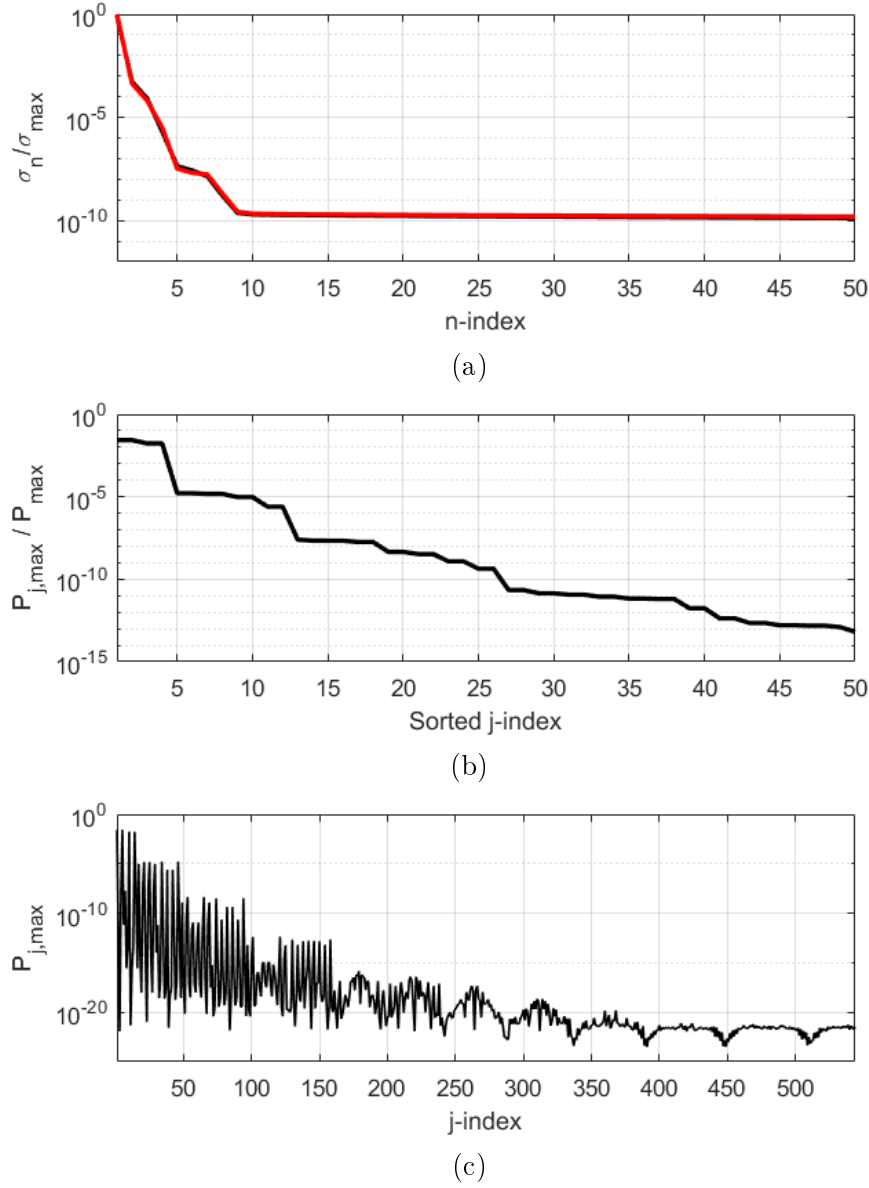 10^0
10^-5
10^-10
σ_n/σ_max
5 10 15 20 25 30 35 40 45 50
n-index
(a)
10^0
10^-5
10^-10
10^-15
P_j,max / P_max
5 10 15 20 25 30 35 40 45 50
Sorted j-index
(b)
10^0
10^-10
10^-20
P_j,max
50 100 150 200 250 300 350 400 450 500
j-index
(c)